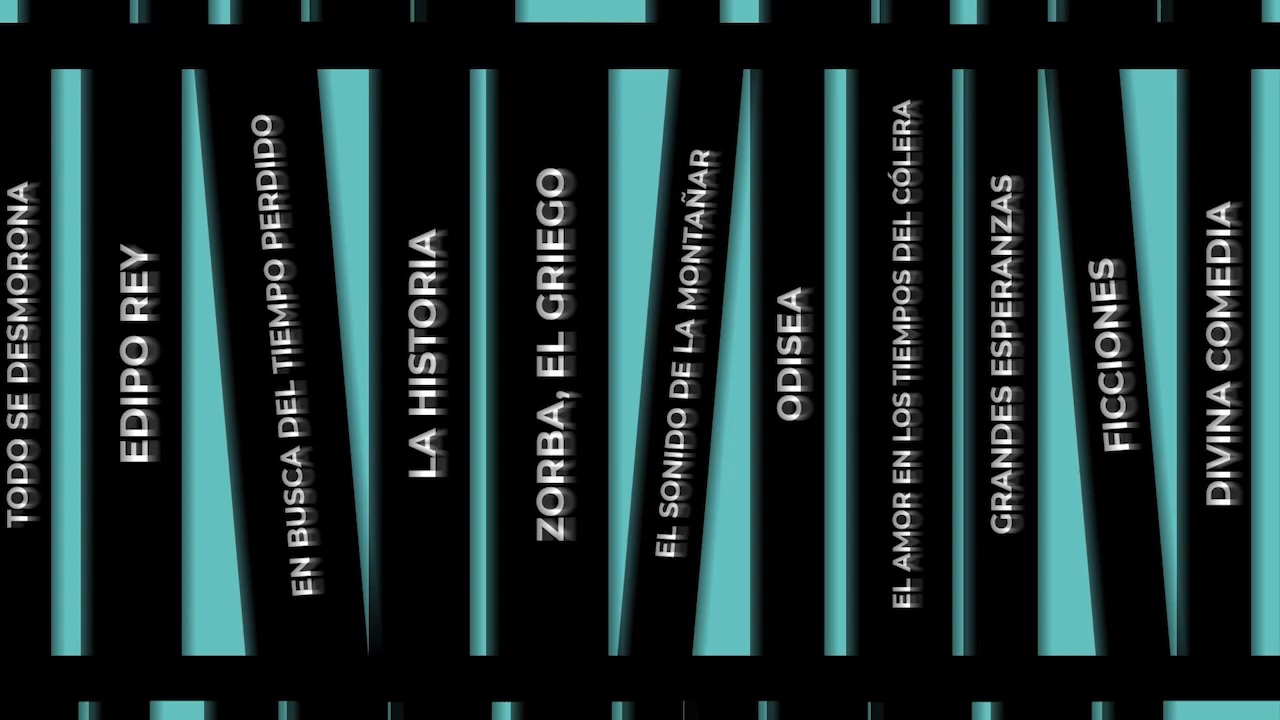 TODO SE DESMORONA
EDIPO REY
EN BUSCA DEL TIEMPO PERDIDO
LA HISTORIA
ZORBA, EL GRIEGO
EL SONIDO DE LA MONTAÑAR
ODISEA
EL AMOR EN LOS TIEMPOS DEL CÓLERA
GRANDES ESPERANZAS
FICCIONES
DIVINA COMEDIA